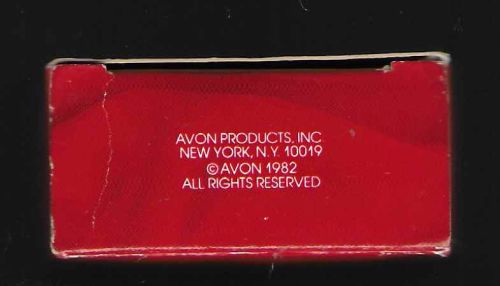 AVON PRODUCTS, INC.
NEW YORK, N.Y. 10019
© AVON 1982
ALL RIGHTS RESERVED